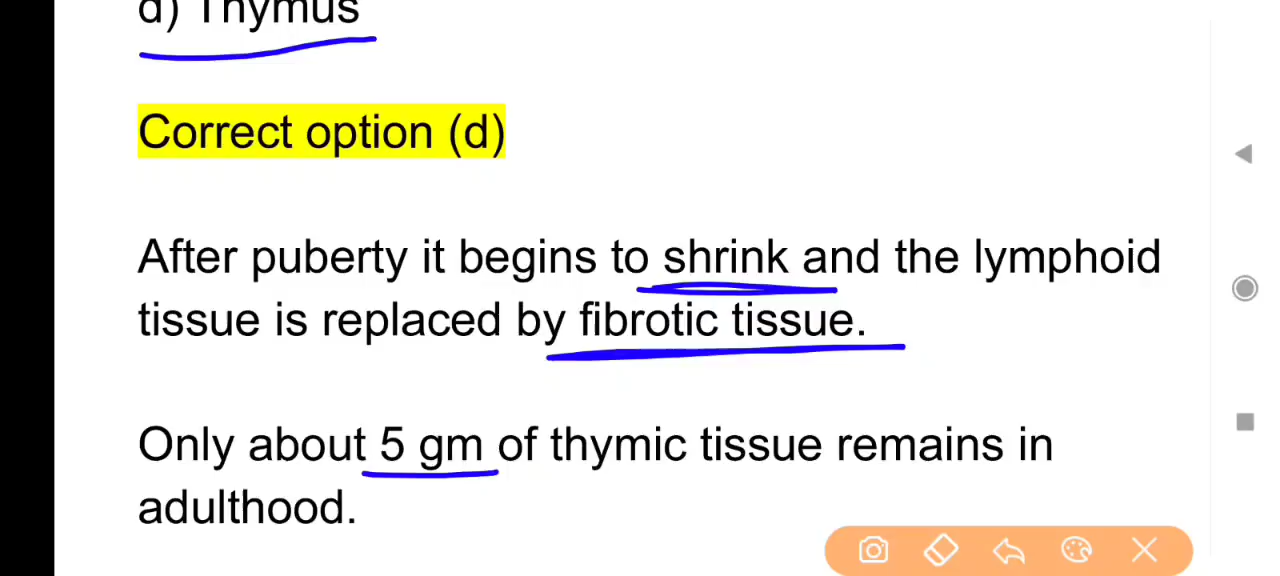 d) Thymus
Correct option (d)
After puberty it begins to shrink and the lymphoid
tissue is replaced by fibrotic tissue.
Only about 5 gm of thymic tissue remains in
adulthood.